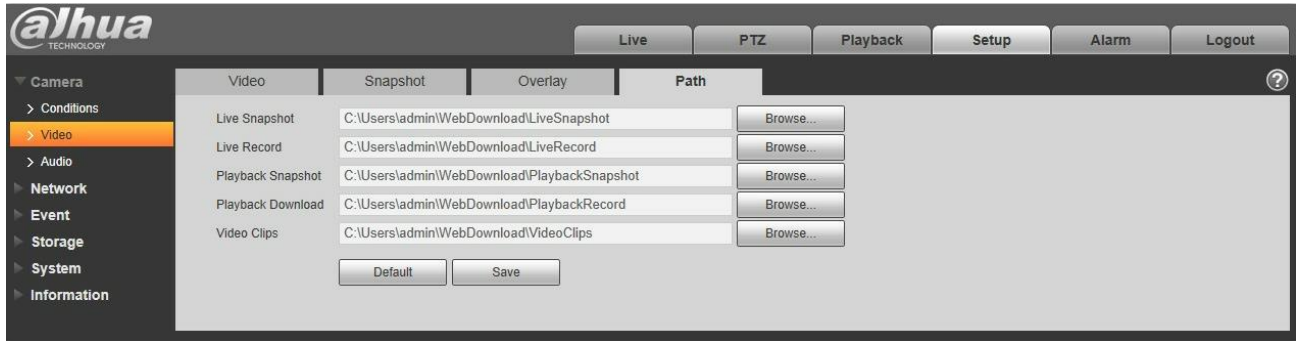 alhua
TECHNOLOGY
Live PTZ Playback Setup Alarm Logout
Camera
Conditions
Video
Audio
Network
Event
Storage
System
Information
Video Snapshot Overlay Path ?
Live Snapshot C:\Users\admin\WebDownload\LiveSnapshot Browse...
Live Record C:\Users\admin\WebDownload\LiveRecord Browse...
Playback Snapshot C:\Users\admin\WebDownload\PlaybackSnapshot Browse...
Playback Download C:\Users\admin\WebDownload\PlaybackRecord Browse...
Video Clips C:\Users\admin\WebDownload\VideoClips Browse...
Default Save